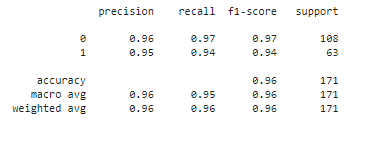 precision recall f1-score support
0 0.96 0.97 0.97 108
1 0.95 0.94 0.94 63
accuracy 0.96 171
macro avg 0.96 0.95 0.96 171
weighted avg 0.96 0.96 0.96 171